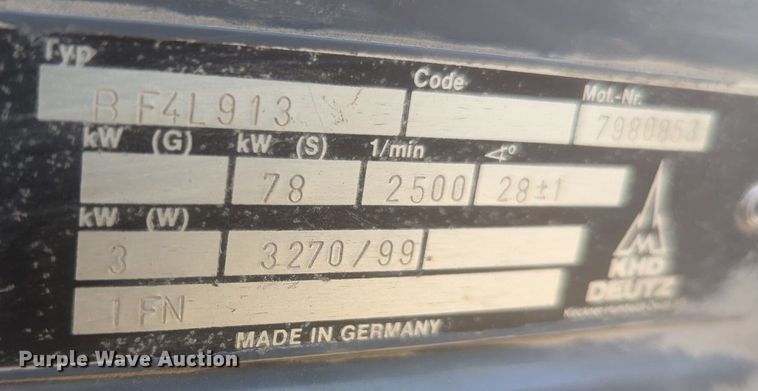 Typ Code Mot.-Nr.
BF4L913 7980853
kW (G) kW (S) 1/min ∢°
78 2500 28±1
kW (W)
3 3270/99
1FN
KHD
DEUTZ
MADE IN GERMANY
Purple Wave Auction